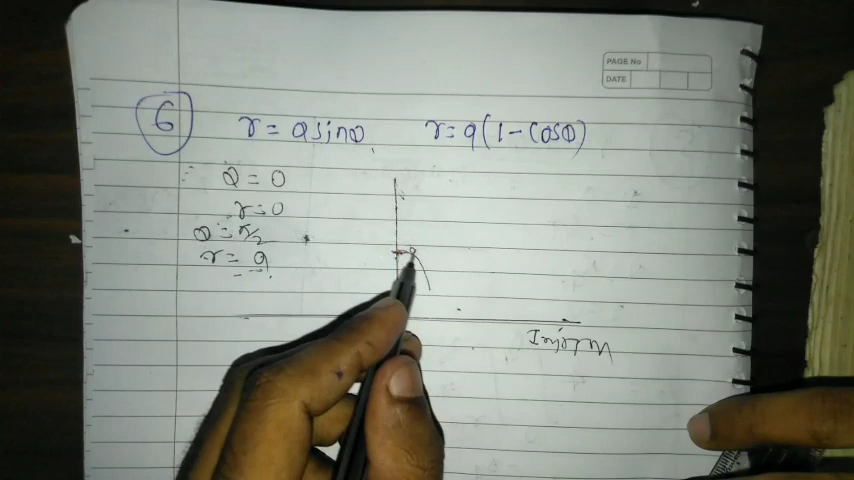 PAGE No
DATE
6 r = a sinθ, r = a(1 - cosθ)
θ = 0
r = 0
θ = π/2
r = a
a